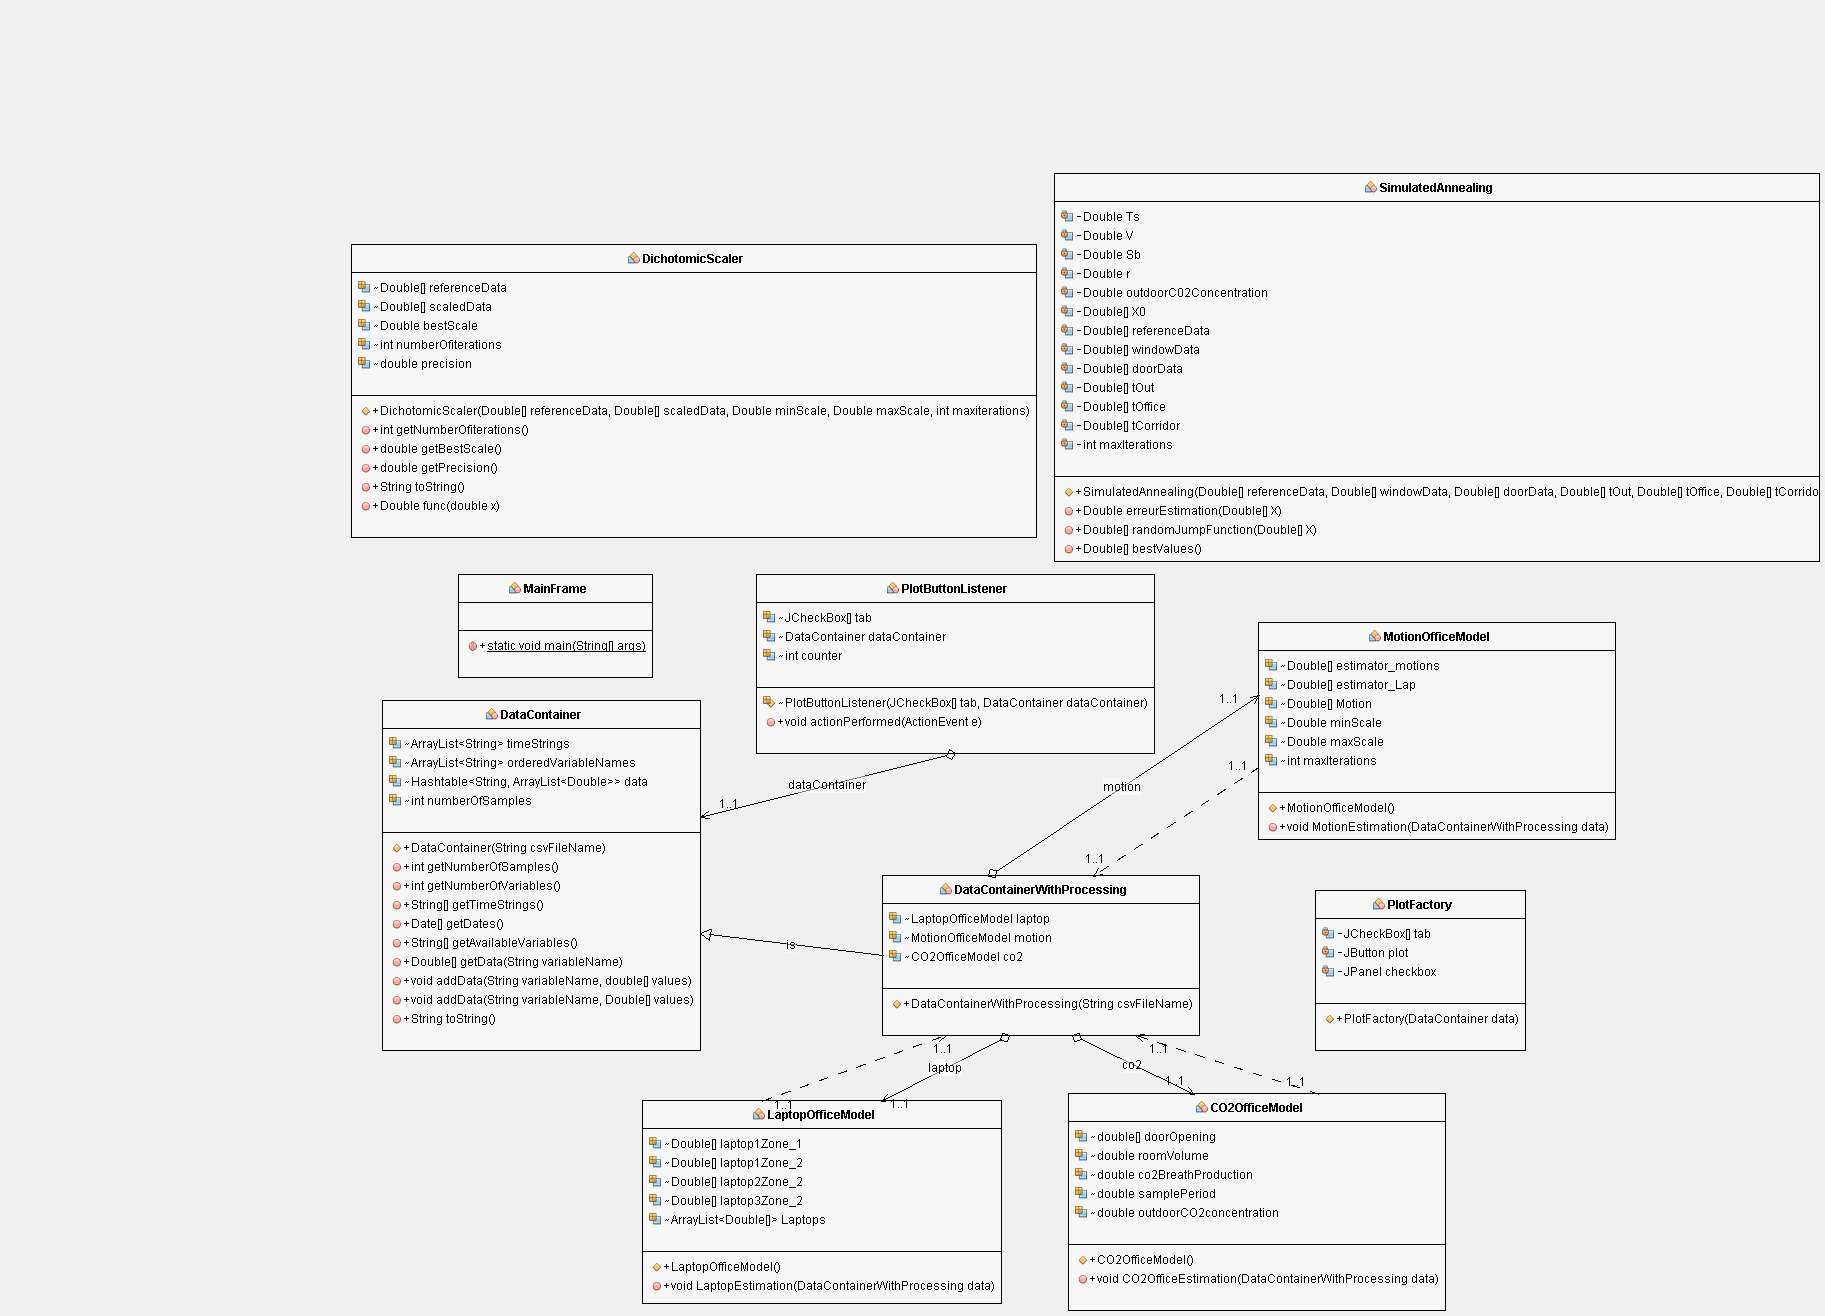 SimulatedAnnealing
-Double Ts
-Double V
-Double Sb
-Double r
-Double outdoorC02Concentration
-Double[] X0
-Double[] referenceData
-Double[] windowData
-Double[] doorData
-Double[] tOut
-Double[] tOffice
-Double[] tCorridor
-int maxIterations
+SimulatedAnnealing(Double[] referenceData, Double[] windowData, Double[] doorData, Double[] tOut, Double[] tOffice, Double[] tCorrido
+Double erreurEstimation(Double[] X)
+Double[] randomJumpFunction(Double[] X)
+Double[] bestValues()
DichotomicScaler
~Double[] referenceData
~Double[] scaledData
~Double bestScale
~int numberOfiterations
~double precision
+DichotomicScaler(Double[] referenceData, Double[] scaledData, Double minScale, Double maxScale, int maxiterations)
+int getNumberOfiterations()
+double getBestScale()
+double getPrecision()
+String toString()
+Double func(double x)
MainFrame
+static void main(String[] args)
PlotButtonListener
~JCheckBox[] tab
~DataContainer dataContainer
~int counter
~PlotButtonListener(JCheckBox[] tab, DataContainer dataContainer)
+void actionPerformed(ActionEvent e)
MotionOfficeModel
~Double[] estimator_motions
~Double[] estimator_Lap
~Double[] Motion
~Double minScale
~Double maxScale
~int maxIterations
+MotionOfficeModel()
+void MotionEstimation(DataContainerWithProcessing data)
DataContainer
~ArrayList<String> timeStrings
~ArrayList<String> orderedVariableNames
~Hashtable<String, ArrayList<Double>> data
~int numberOfSamples
+DataContainer(String csvFileName)
+int getNumberOfSamples()
+int getNumberOfVariables()
+String[] getTimeStrings()
+Date[] getDates()
+String[] getAvailableVariables()
+Double[] getData(String variableName)
+void addData(String variableName, double[] values)
+void addData(String variableName, Double[] values)
+String toString()
dataContainer
1..1
motion
1..1
1..1
1..1
is
DataContainerWithProcessing
~LaptopOfficeModel laptop
~MotionOfficeModel motion
~CO2OfficeModel co2
+DataContainerWithProcessing(String csvFileName)
PlotFactory
-JCheckBox[] tab
-JButton plot
-JPanel checkbox
+PlotFactory(DataContainer data)
1..1
laptop
1..1
1..1
1..1
co2
1..1
1..1
LaptopOfficeModel
~Double[] laptop1Zone_1
~Double[] laptop1Zone_2
~Double[] laptop2Zone_2
~Double[] laptop3Zone_2
~ArrayList<Double[]> Laptops
+LaptopOfficeModel()
+void LaptopEstimation(DataContainerWithProcessing data)
CO2OfficeModel
~double[] doorOpening
~double roomVolume
~double co2BreathProduction
~double samplePeriod
~double outdoorCO2concentration
+CO2OfficeModel()
+void CO2OfficeEstimation(DataContainerWithProcessing data)